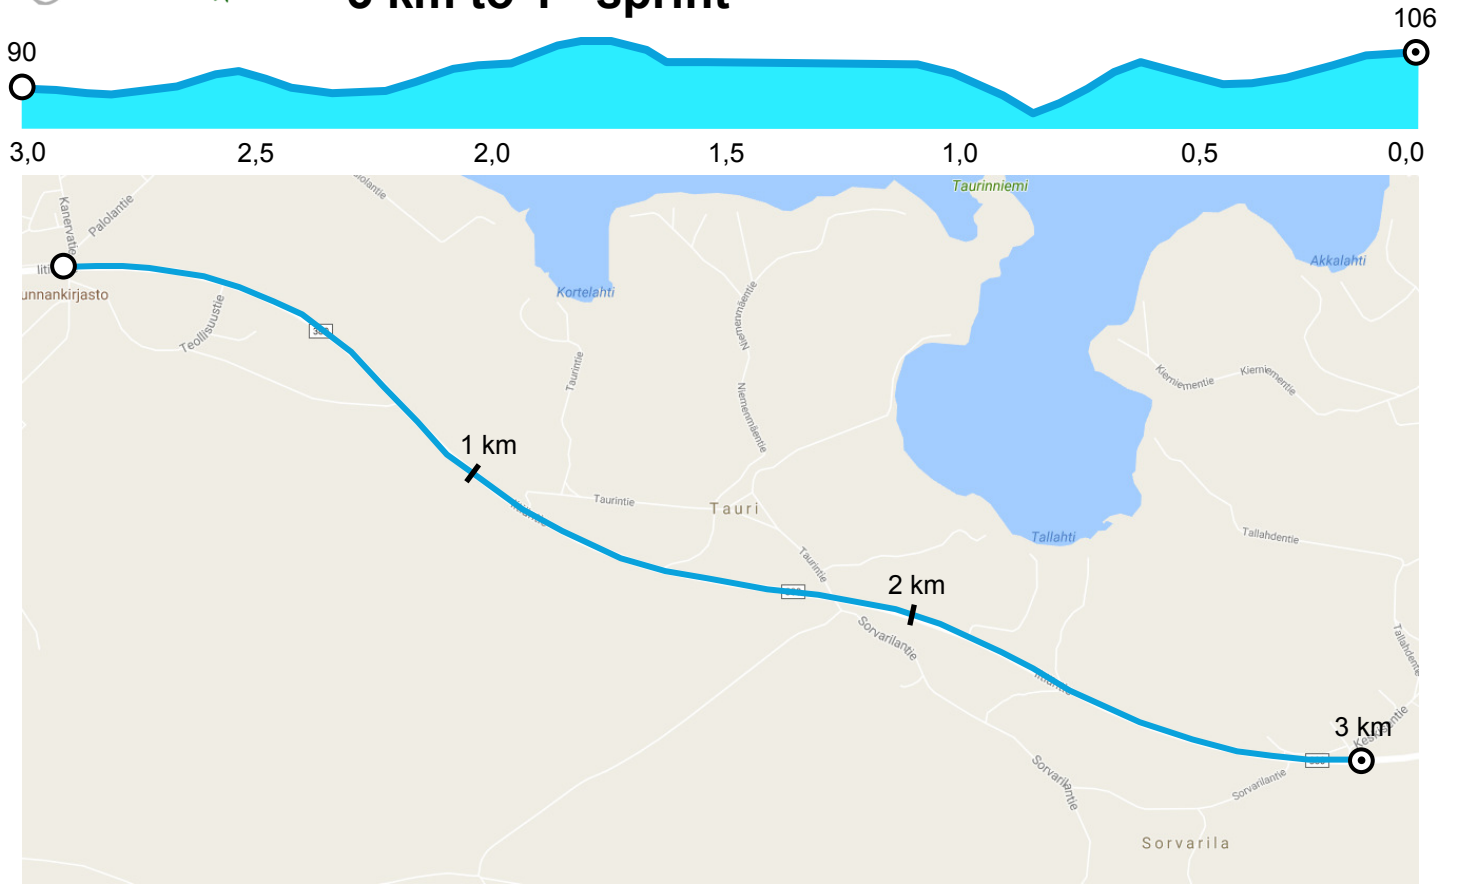 106
90
3,0 2,5 2,0 1,5 1,0 0,5 0,0
Taurinniemi
Palolantie
Kanervatie
Akkalahti
unnankirjasto
Kortelahti
Niemenmäentie
Teollisuustie
Taurintie
Kierniementie
Kierniementie
Niemenmäentie
1 km
Taurintie
Tauri
Tallahti
Tallahdentie
Taurintie
2 km
Sorvarilantie
Tallahdentie
3 km
Sorvarilantie
Sorvarilantie
Sorvarila